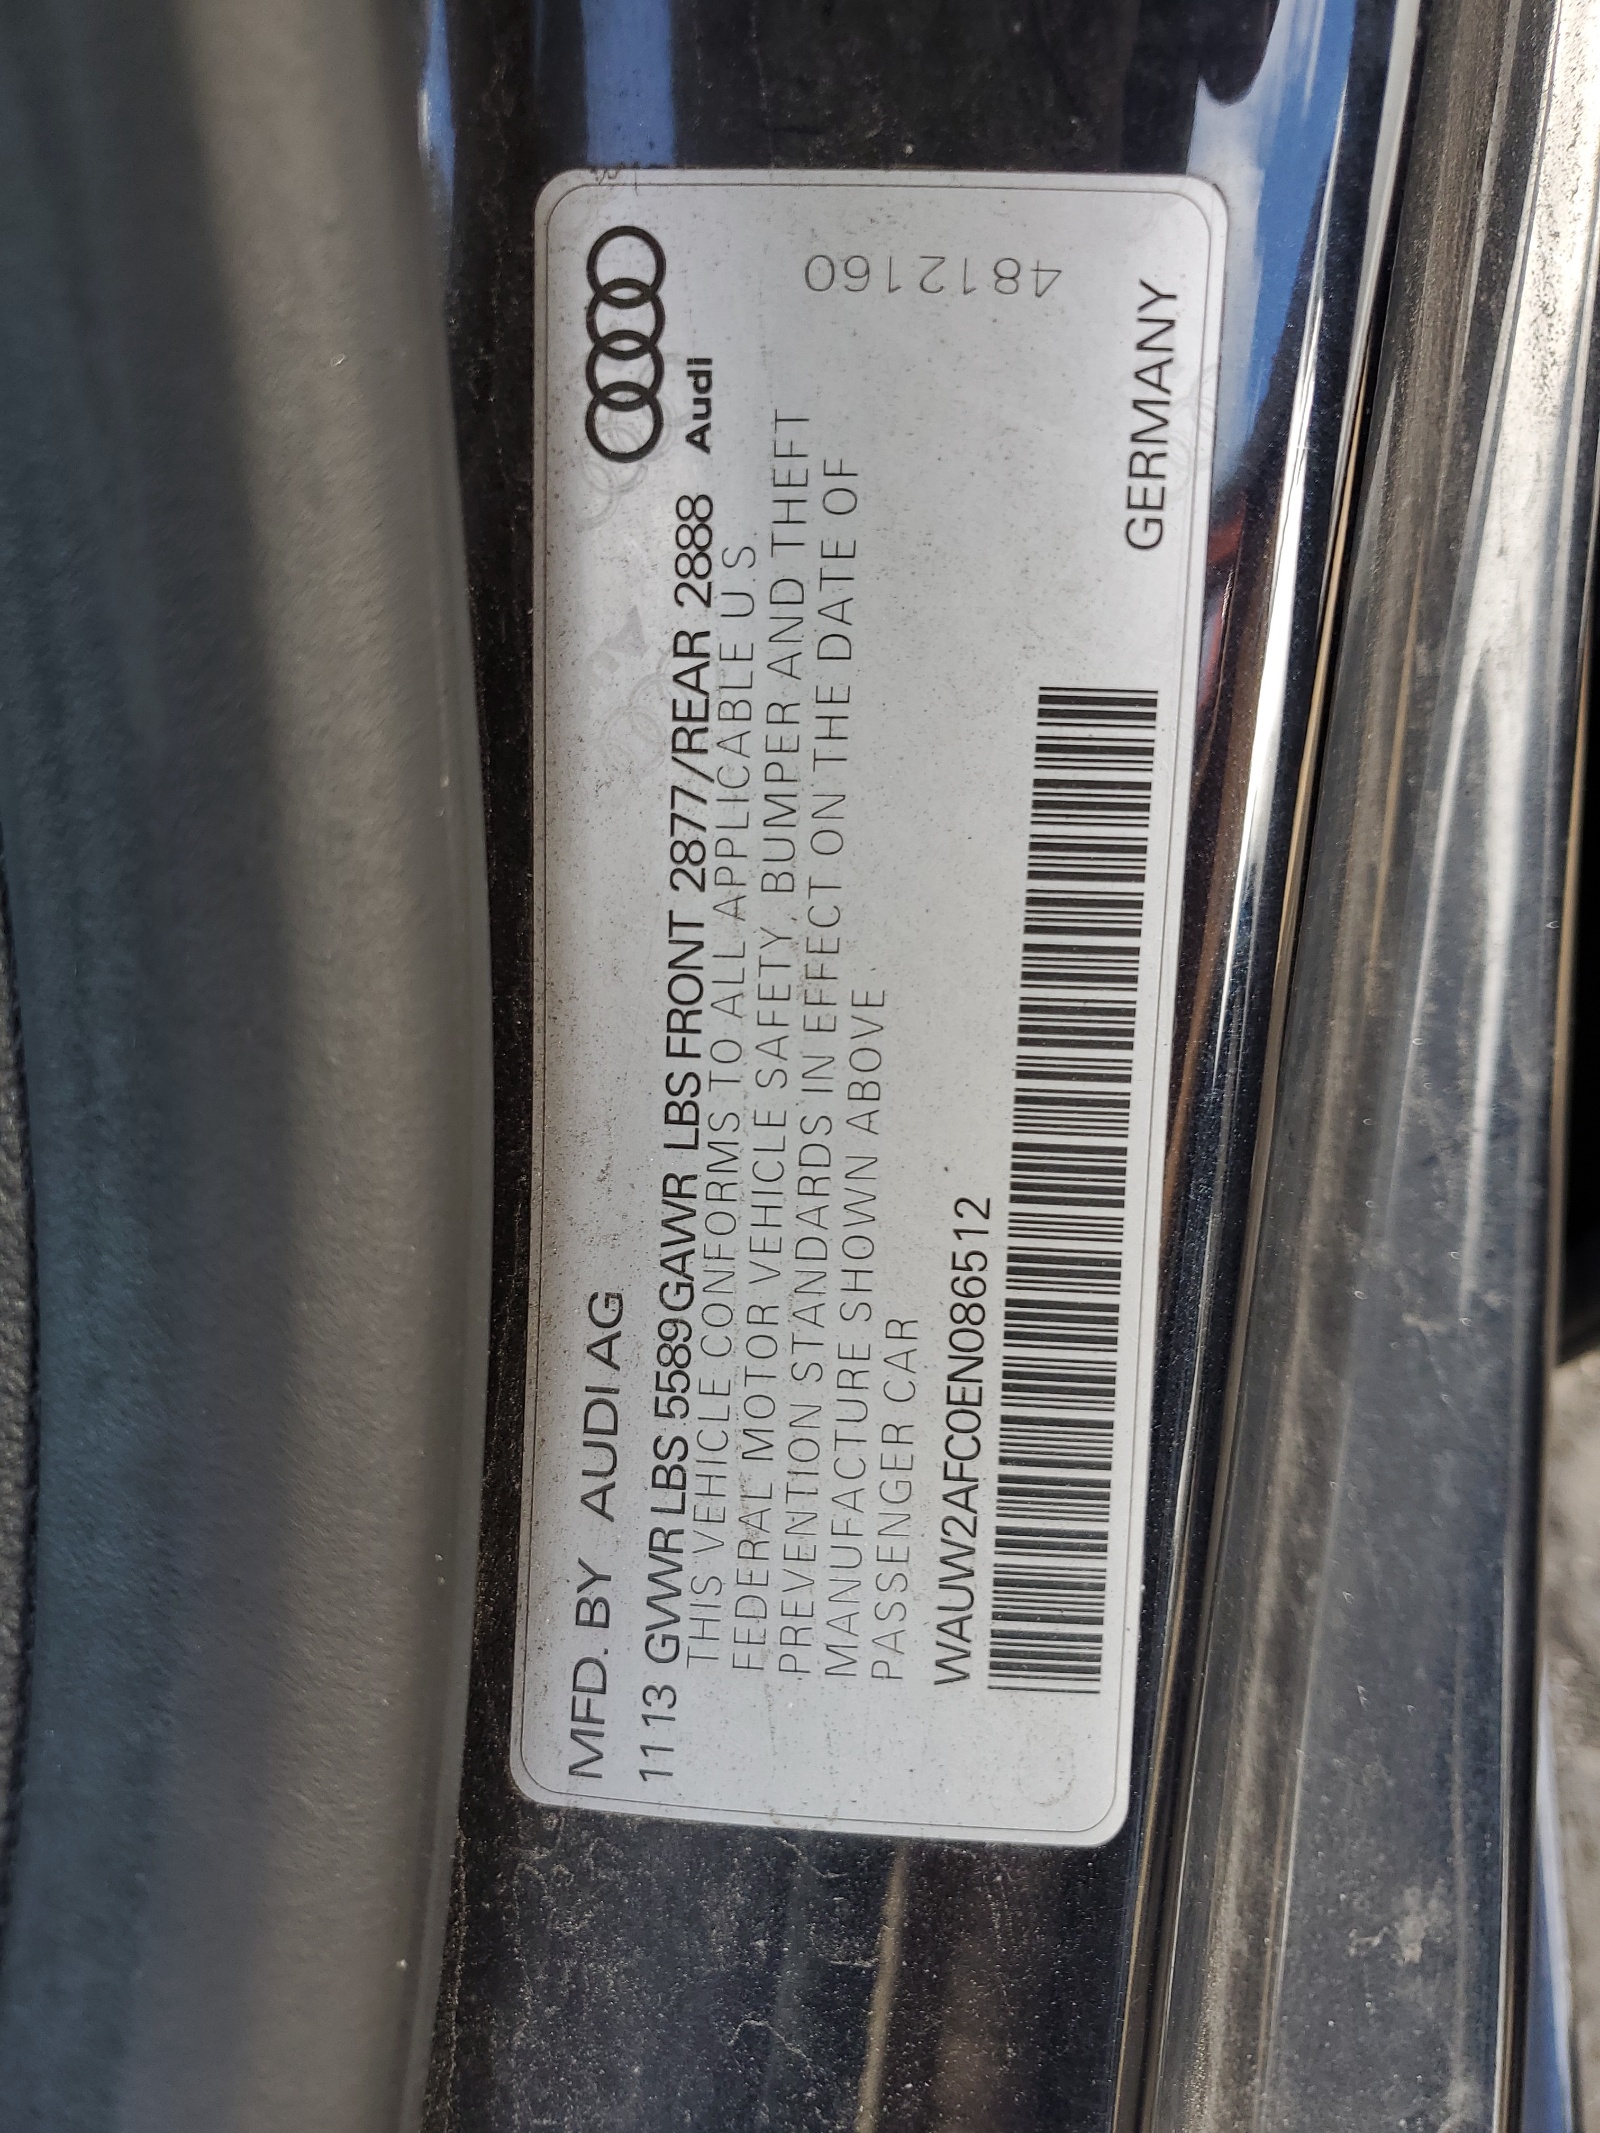 MFD. BY AUDI AG
11 13 GVWR LBS 5589 GAWR LBS FRONT 2877/REAR 2888
Audi
THIS VEHICLE CONFORMS TO ALL APPLICABLE U.S.
FEDERAL MOTOR VEHICLE SAFETY, BUMPER AND THEFT
PREVENTION STANDARDS IN EFFECT ON THE DATE OF
MANUFACTURE SHOWN ABOVE
PASSENGER CAR
4812160
WAUW2AFC0EN086512
GERMANY